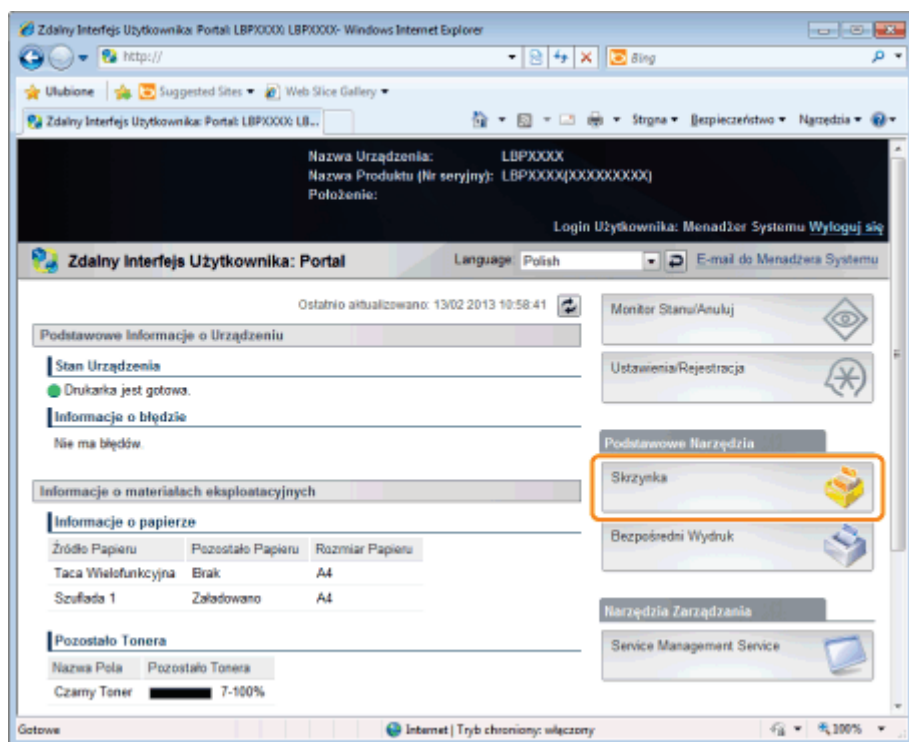 Zdalny Interfejs Użytkownika: Portal: LBPXXXX: LBPXXXX- Windows Internet Explorer
http://
Bing
Ulubione Suggested Sites Web Slice Gallery
Zdalny Interfejs Użytkownika: Portal: LBPXXXX: LB... Strona Bezpieczeństwo Narzędzia
Nazwa Urządzenia: LBPXXXX
Nazwa Produktu (Nr seryjny): LBPXXXX(XXXXXXXXX)
Położenie:
Login Użytkownika: Menadżer Systemu Wyloguj się
Zdalny Interfejs Użytkownika: Portal Language: Polish E-mail do Menadżera Systemu
Ostatnio aktualizowano: 13/02 2013 10:58:41
Podstawowe Informacje o Urządzeniu
Stan Urządzenia
Drukarka jest gotowa.
Informacje o błędzie
Nie ma błędów.
Informacje o materiałach eksploatacyjnych
Informacje o papierze
Źródło Papieru Pozostało Papieru Rozmiar Papieru
Taca Wielofunkcyjna Brak A4
Szuflada 1 Załadowano A4
Pozostało Tonera
Nazwa Pola Pozostało Tonera
Czarny Toner 7-100%
Monitor Stanu/Anuluj
Ustawienia/Rejestracja
Podstawowe Narzędzia
Skrzynka
Bezpośredni Wydruk
Narzędzia Zarządzania
Service Management Service
Gotowe Internet | Tryb chroniony: włączony 100%